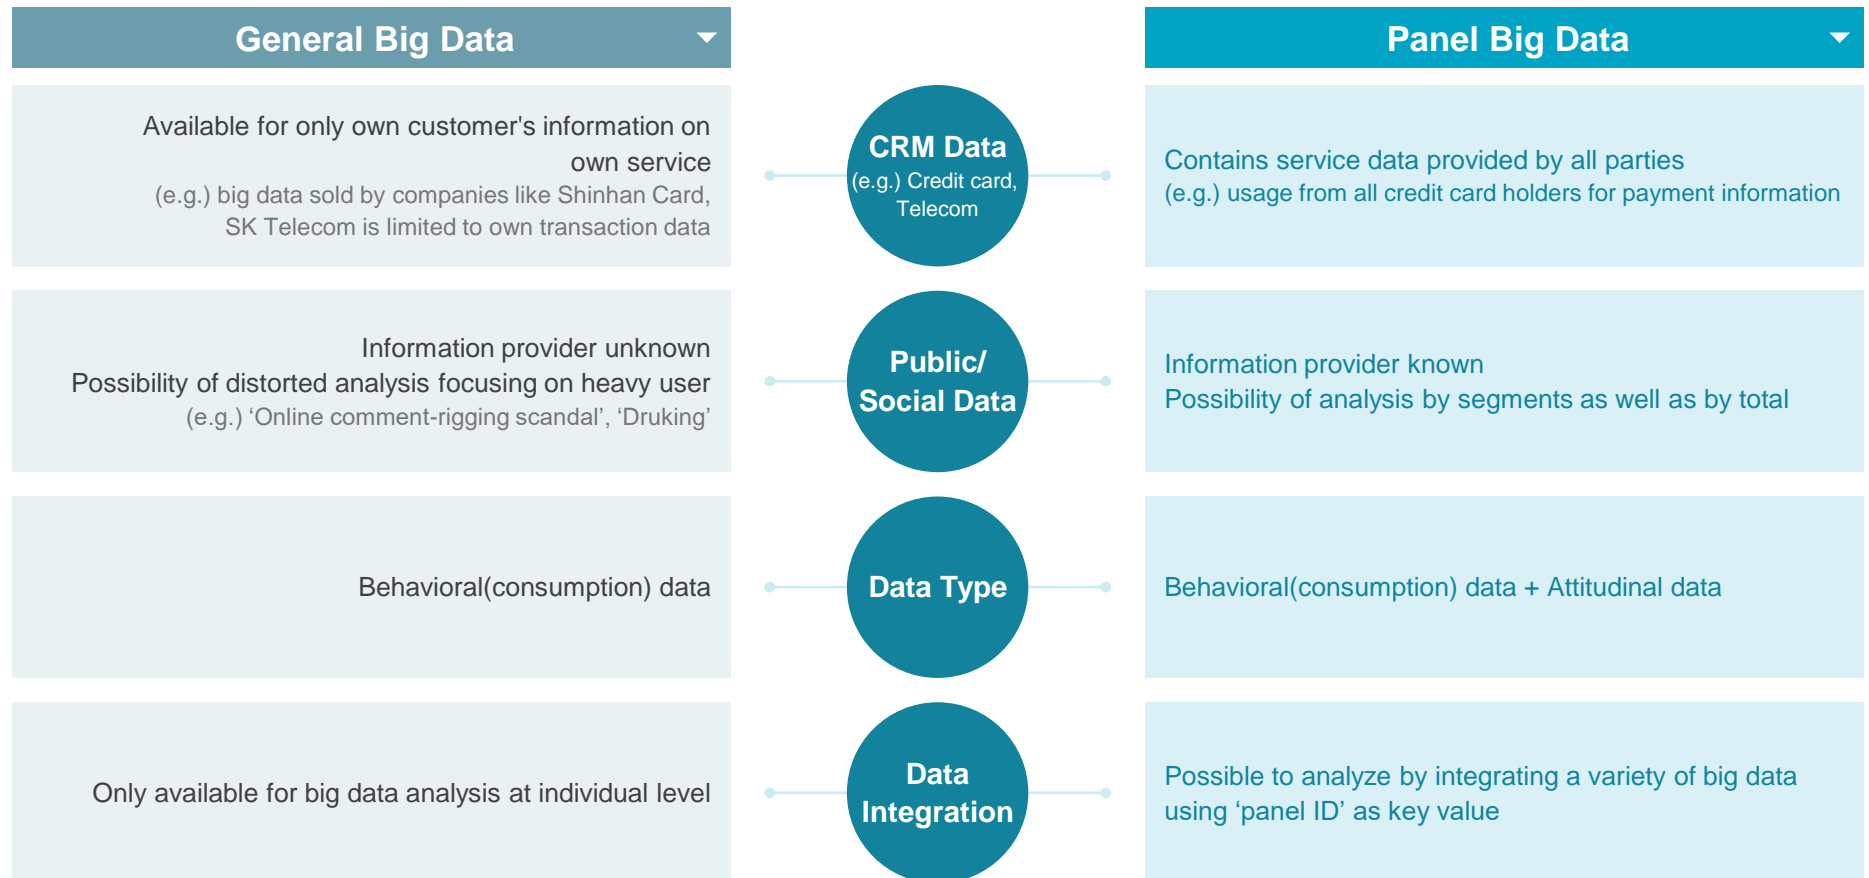 General Big Data
Panel Big Data
Available for only own customer's information on
own service
(e.g.) big data sold by companies like Shinhan Card,
SK Telecom is limited to own transaction data
CRM Data
(e.g.) Credit card,
Telecom
Contains service data provided by all parties
(e.g.) usage from all credit card holders for payment information
Information provider unknown
Possibility of distorted analysis focusing on heavy user
(e.g.) ‘Online comment-rigging scandal’, ‘Druking’
Public/
Social Data
Information provider known
Possibility of analysis by segments as well as by total
Behavioral(consumption) data
Data Type
Behavioral(consumption) data + Attitudinal data
Only available for big data analysis at individual level
Data
Integration
Possible to analyze by integrating a variety of big data
using ‘panel ID’ as key value